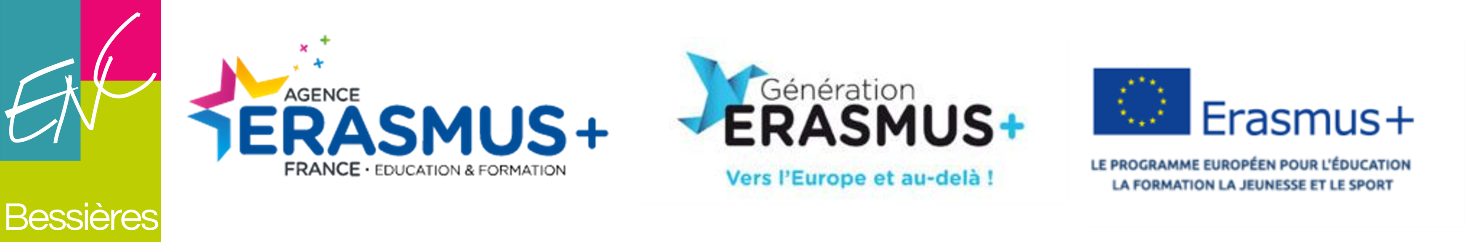 ENC
Bessières
AGENCE
ERASMUS+
FRANCE • EDUCATION & FORMATION
Génération
ERASMUS+
Vers l'Europe et au-delà !
Erasmus+
LE PROGRAMME EUROPÉEN POUR L'ÉDUCATION
LA FORMATION LA JEUNESSE ET LE SPORT